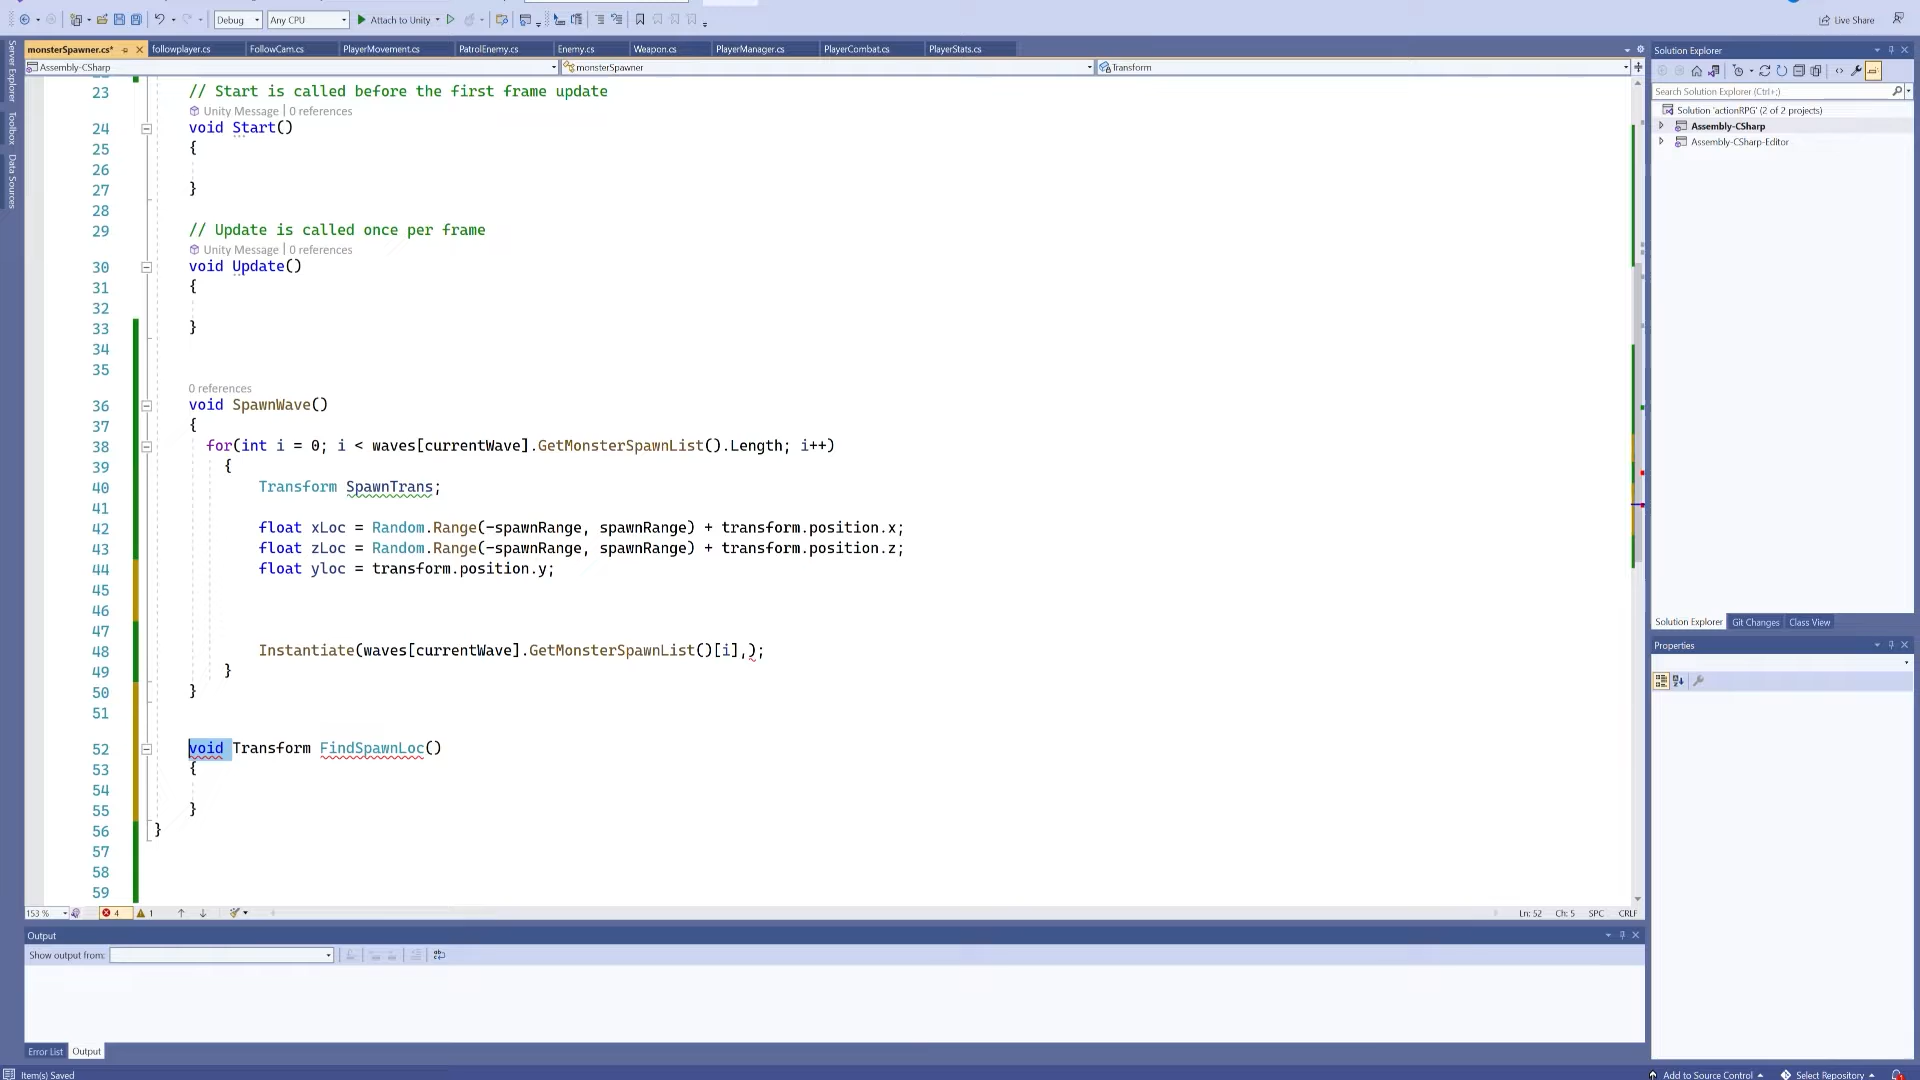 Debug
Any CPU
Attach to Unity
Live Share
monsterSpawner.cs*
followplayer.cs
FollowCam.cs
PlayerMovement.cs
PatrolEnemy.cs
Enemy.cs
Weapon.cs
PlayerManager.cs
PlayerCombat.cs
PlayerStats.cs
Assembly-CSharp
monsterSpawner
Transform
Server Explorer
Toolbox
Data Sources
23 // Start is called before the first frame update
Unity Message | 0 references
24 void Start()
25 {
26
27 }
28
29 // Update is called once per frame
Unity Message | 0 references
30 void Update()
31 {
32
33 }
34
35
0 references
36 void SpawnWave()
37 {
38 for(int i = 0; i < waves[currentWave].GetMonsterSpawnList().Length; i++)
39 {
40 Transform SpawnTrans;
41
42 float xLoc = Random.Range(-spawnRange, spawnRange) + transform.position.x;
43 float zLoc = Random.Range(-spawnRange, spawnRange) + transform.position.z;
44 float yloc = transform.position.y;
45
46
47
48 Instantiate(waves[currentWave].GetMonsterSpawnList()[i],);
49 }
50 }
51
52 void Transform FindSpawnLoc()
53 {
54
55 }
56 }
57
58
59
153 %
4
1
Ln: 52
Ch: 5
SPC
CRLF
Output
Show output from:
Error List
Output
Item(s) Saved
Solution Explorer
Search Solution Explorer (Ctrl+;)
Solution 'actionRPG' (2 of 2 projects)
Assembly-CSharp
Assembly-CSharp-Editor
Solution Explorer
Git Changes
Class View
Properties
Add to Source Control
Select Repository